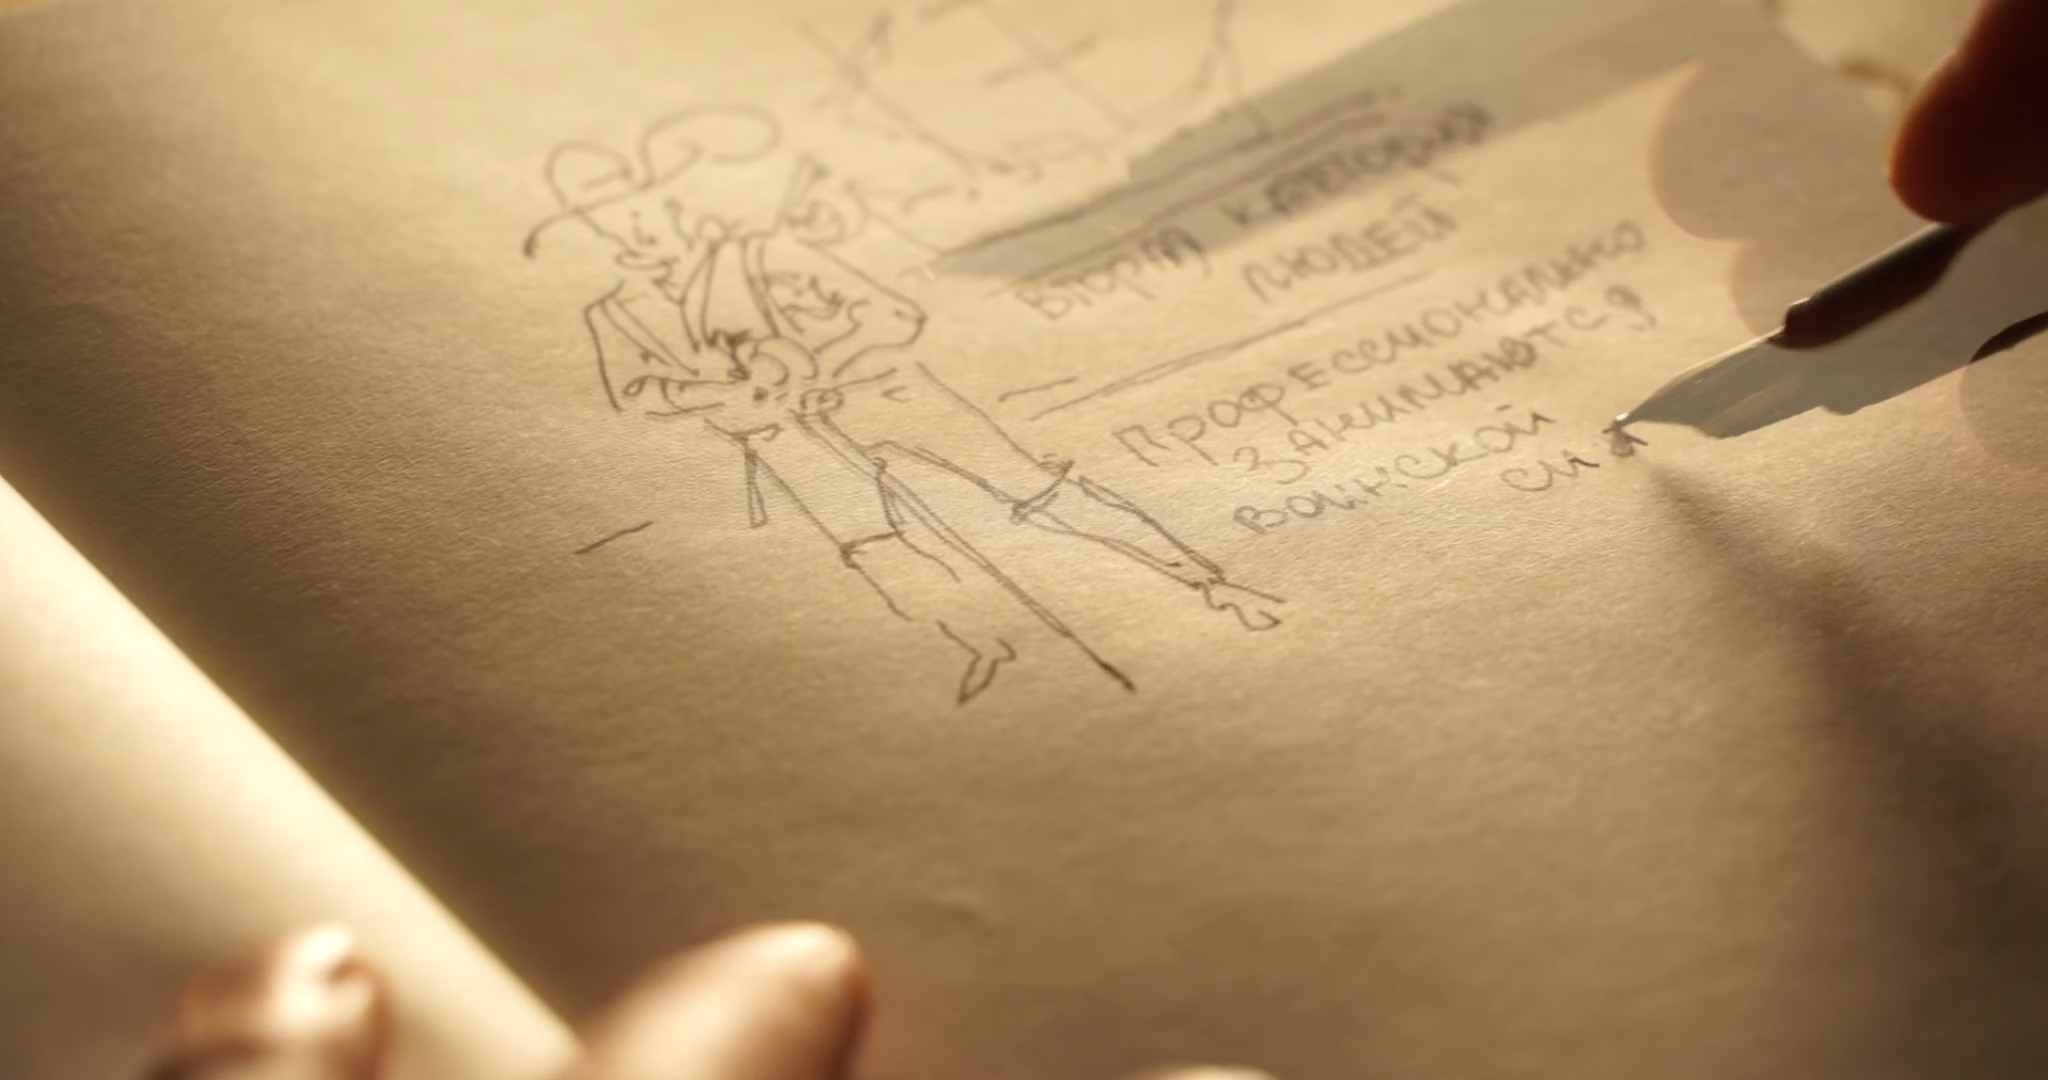 ВТОРАЯ КАТЕГОРИЯ
ЛЮДЕЙ
ПРОФЕССИОНАЛЬНО
ЗАНИМАЮТСЯ
ВОИНСКОЙ
СИЛ